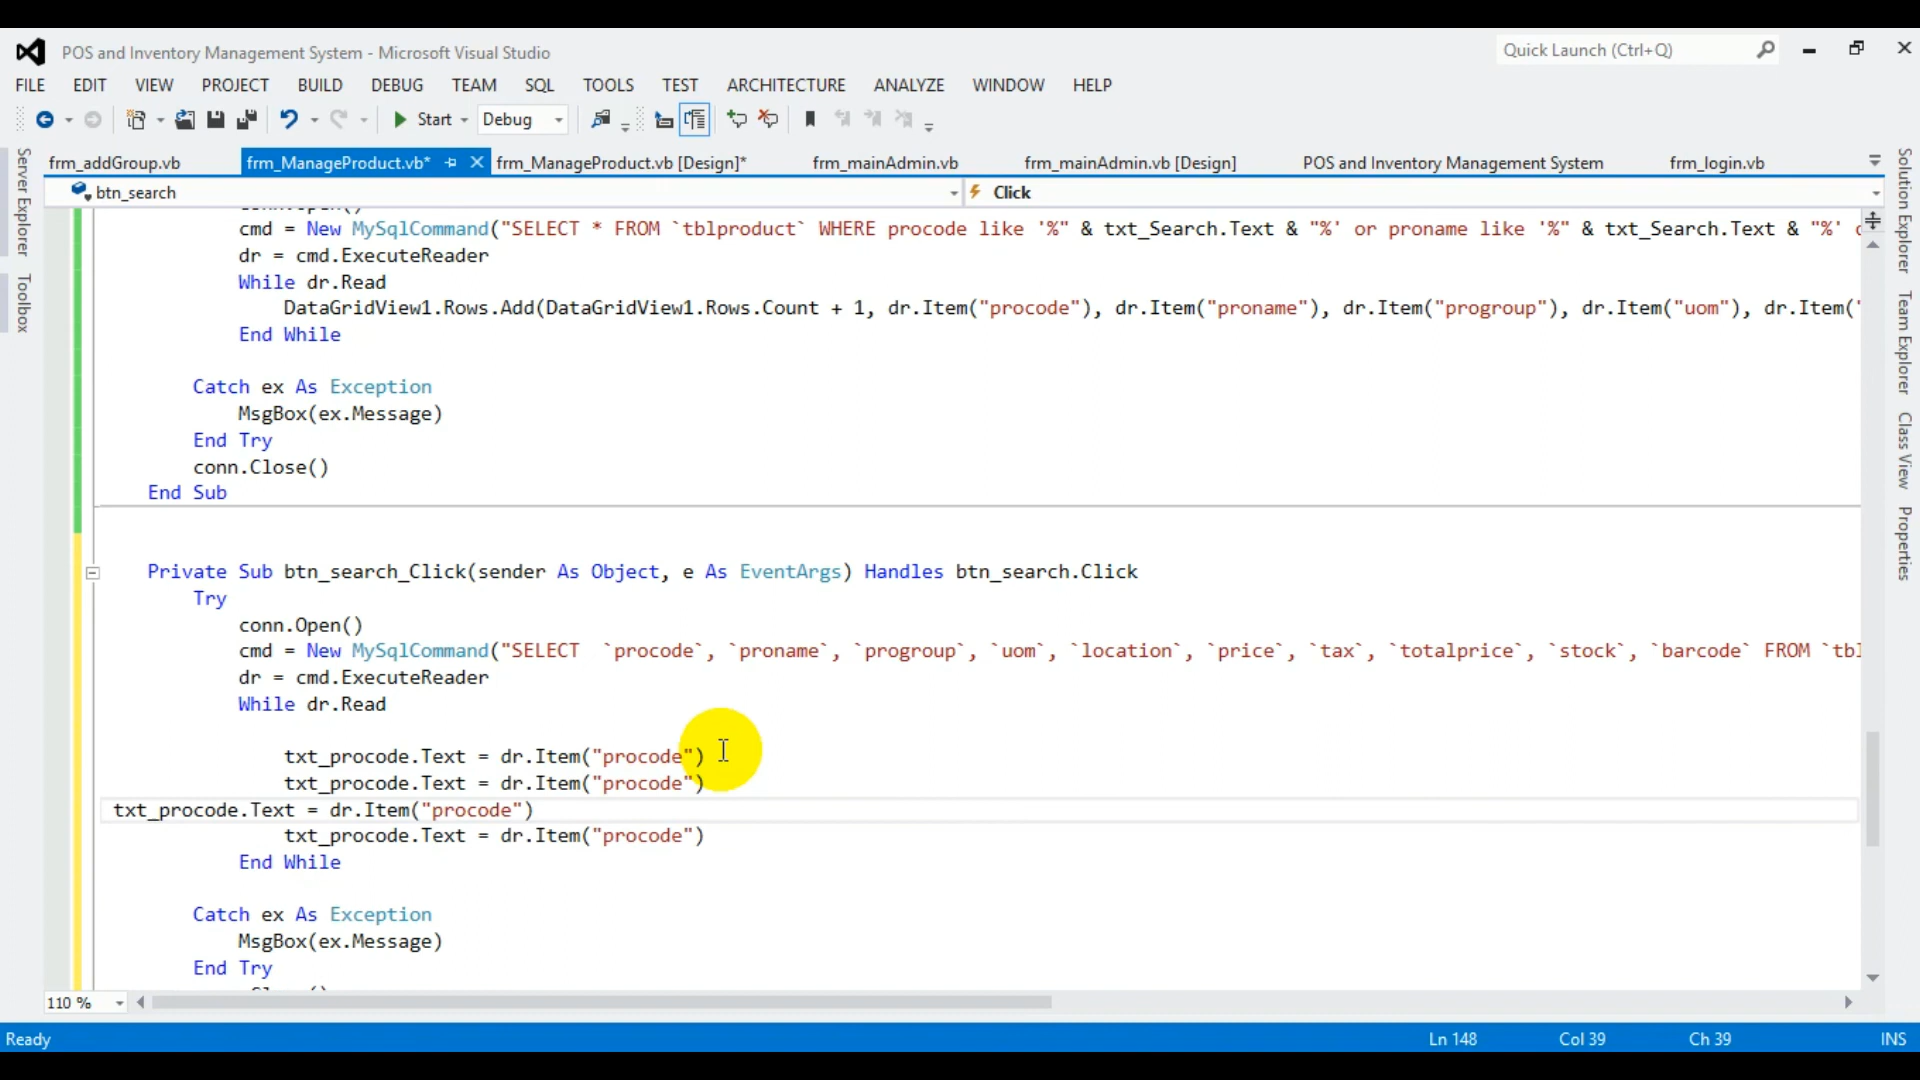 POS and Inventory Management System - Microsoft Visual Studio
Quick Launch (Ctrl+Q)
FILE EDIT VIEW PROJECT BUILD DEBUG TEAM SQL TOOLS TEST ARCHITECTURE ANALYZE WINDOW HELP
Start Debug
frm_addGroup.vb frm_ManageProduct.vb* frm_ManageProduct.vb [Design]* frm_mainAdmin.vb frm_mainAdmin.vb [Design] POS and Inventory Management System frm_login.vb
btn_search Click
cmd = New MySqlCommand("SELECT * FROM `tblproduct` WHERE procode like '%" & txt_Search.Text & "%' or proname like '%" & txt_Search.Text & "%'
dr = cmd.ExecuteReader
While dr.Read
DataGridView1.Rows.Add(DataGridView1.Rows.Count + 1, dr.Item("procode"), dr.Item("proname"), dr.Item("progroup"), dr.Item("uom"), dr.Item("
End While
Catch ex As Exception
MsgBox(ex.Message)
End Try
conn.Close()
End Sub
Private Sub btn_search_Click(sender As Object, e As EventArgs) Handles btn_search.Click
Try
conn.Open()
cmd = New MySqlCommand("SELECT  `procode`, `proname`, `progroup`, `uom`, `location`, `price`, `tax`, `totalprice`, `stock`, `barcode` FROM `tbl
dr = cmd.ExecuteReader
While dr.Read
txt_procode.Text = dr.Item("procode")
txt_procode.Text = dr.Item("procode")
txt_procode.Text = dr.Item("procode")
txt_procode.Text = dr.Item("procode")
End While
Catch ex As Exception
MsgBox(ex.Message)
End Try
110 %
Ready Ln 148 Col 39 Ch 39 INS
Server Explorer
Toolbox
Solution Explorer
Team Explorer
Class View
Properties